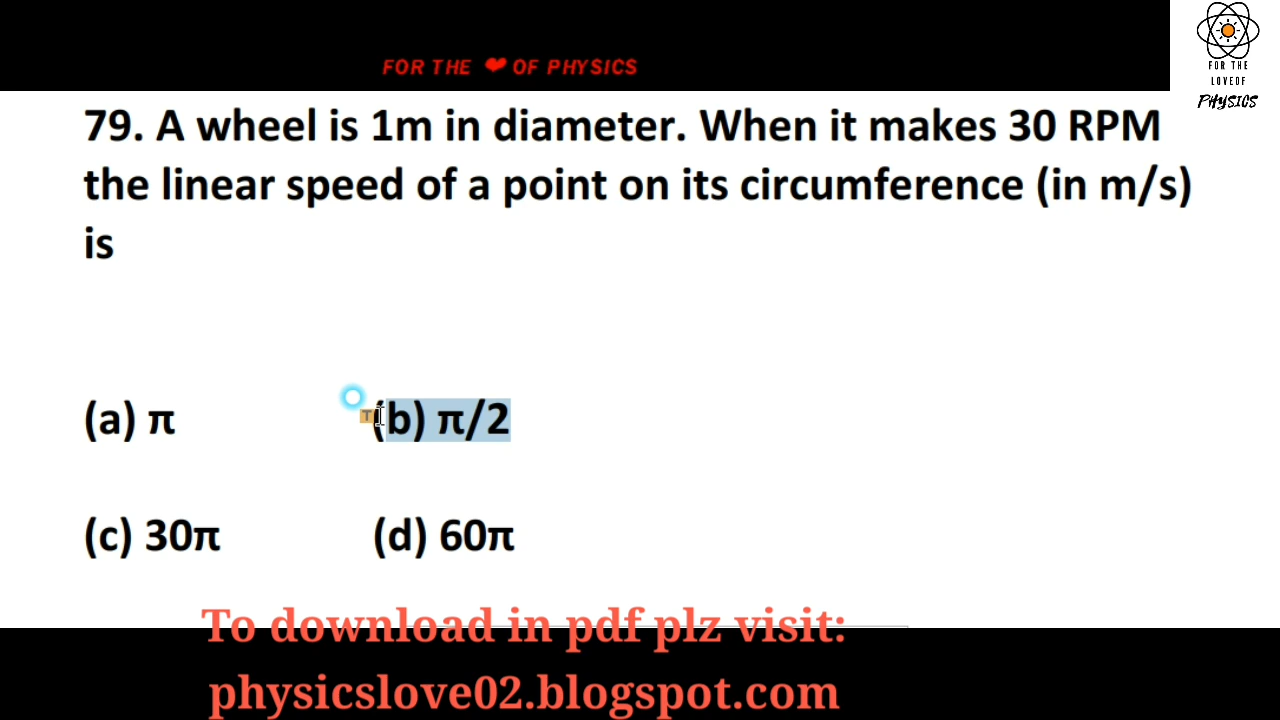 FOR THE ❤ OF PHYSICS
FOR THE
LOVEOF
PHYSICS
79. A wheel is 1m in diameter. When it makes 30 RPM
the linear speed of a point on its circumference (in m/s)
is
(a) π (b) π/2
(c) 30π (d) 60π
To download in pdf plz visit:
physicslove02.blogspot.com